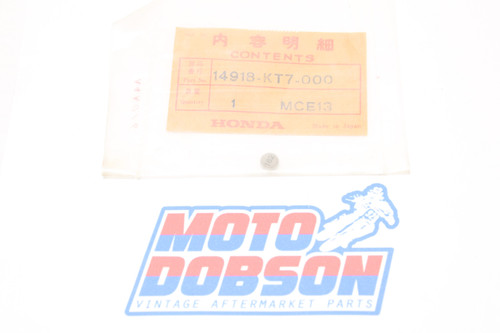 内容明細
CONTENTS
14918-KT7-000
1 MCB13
HONDA
MOTO
DOBSON
VINTAGE AFTERMARKET PARTS